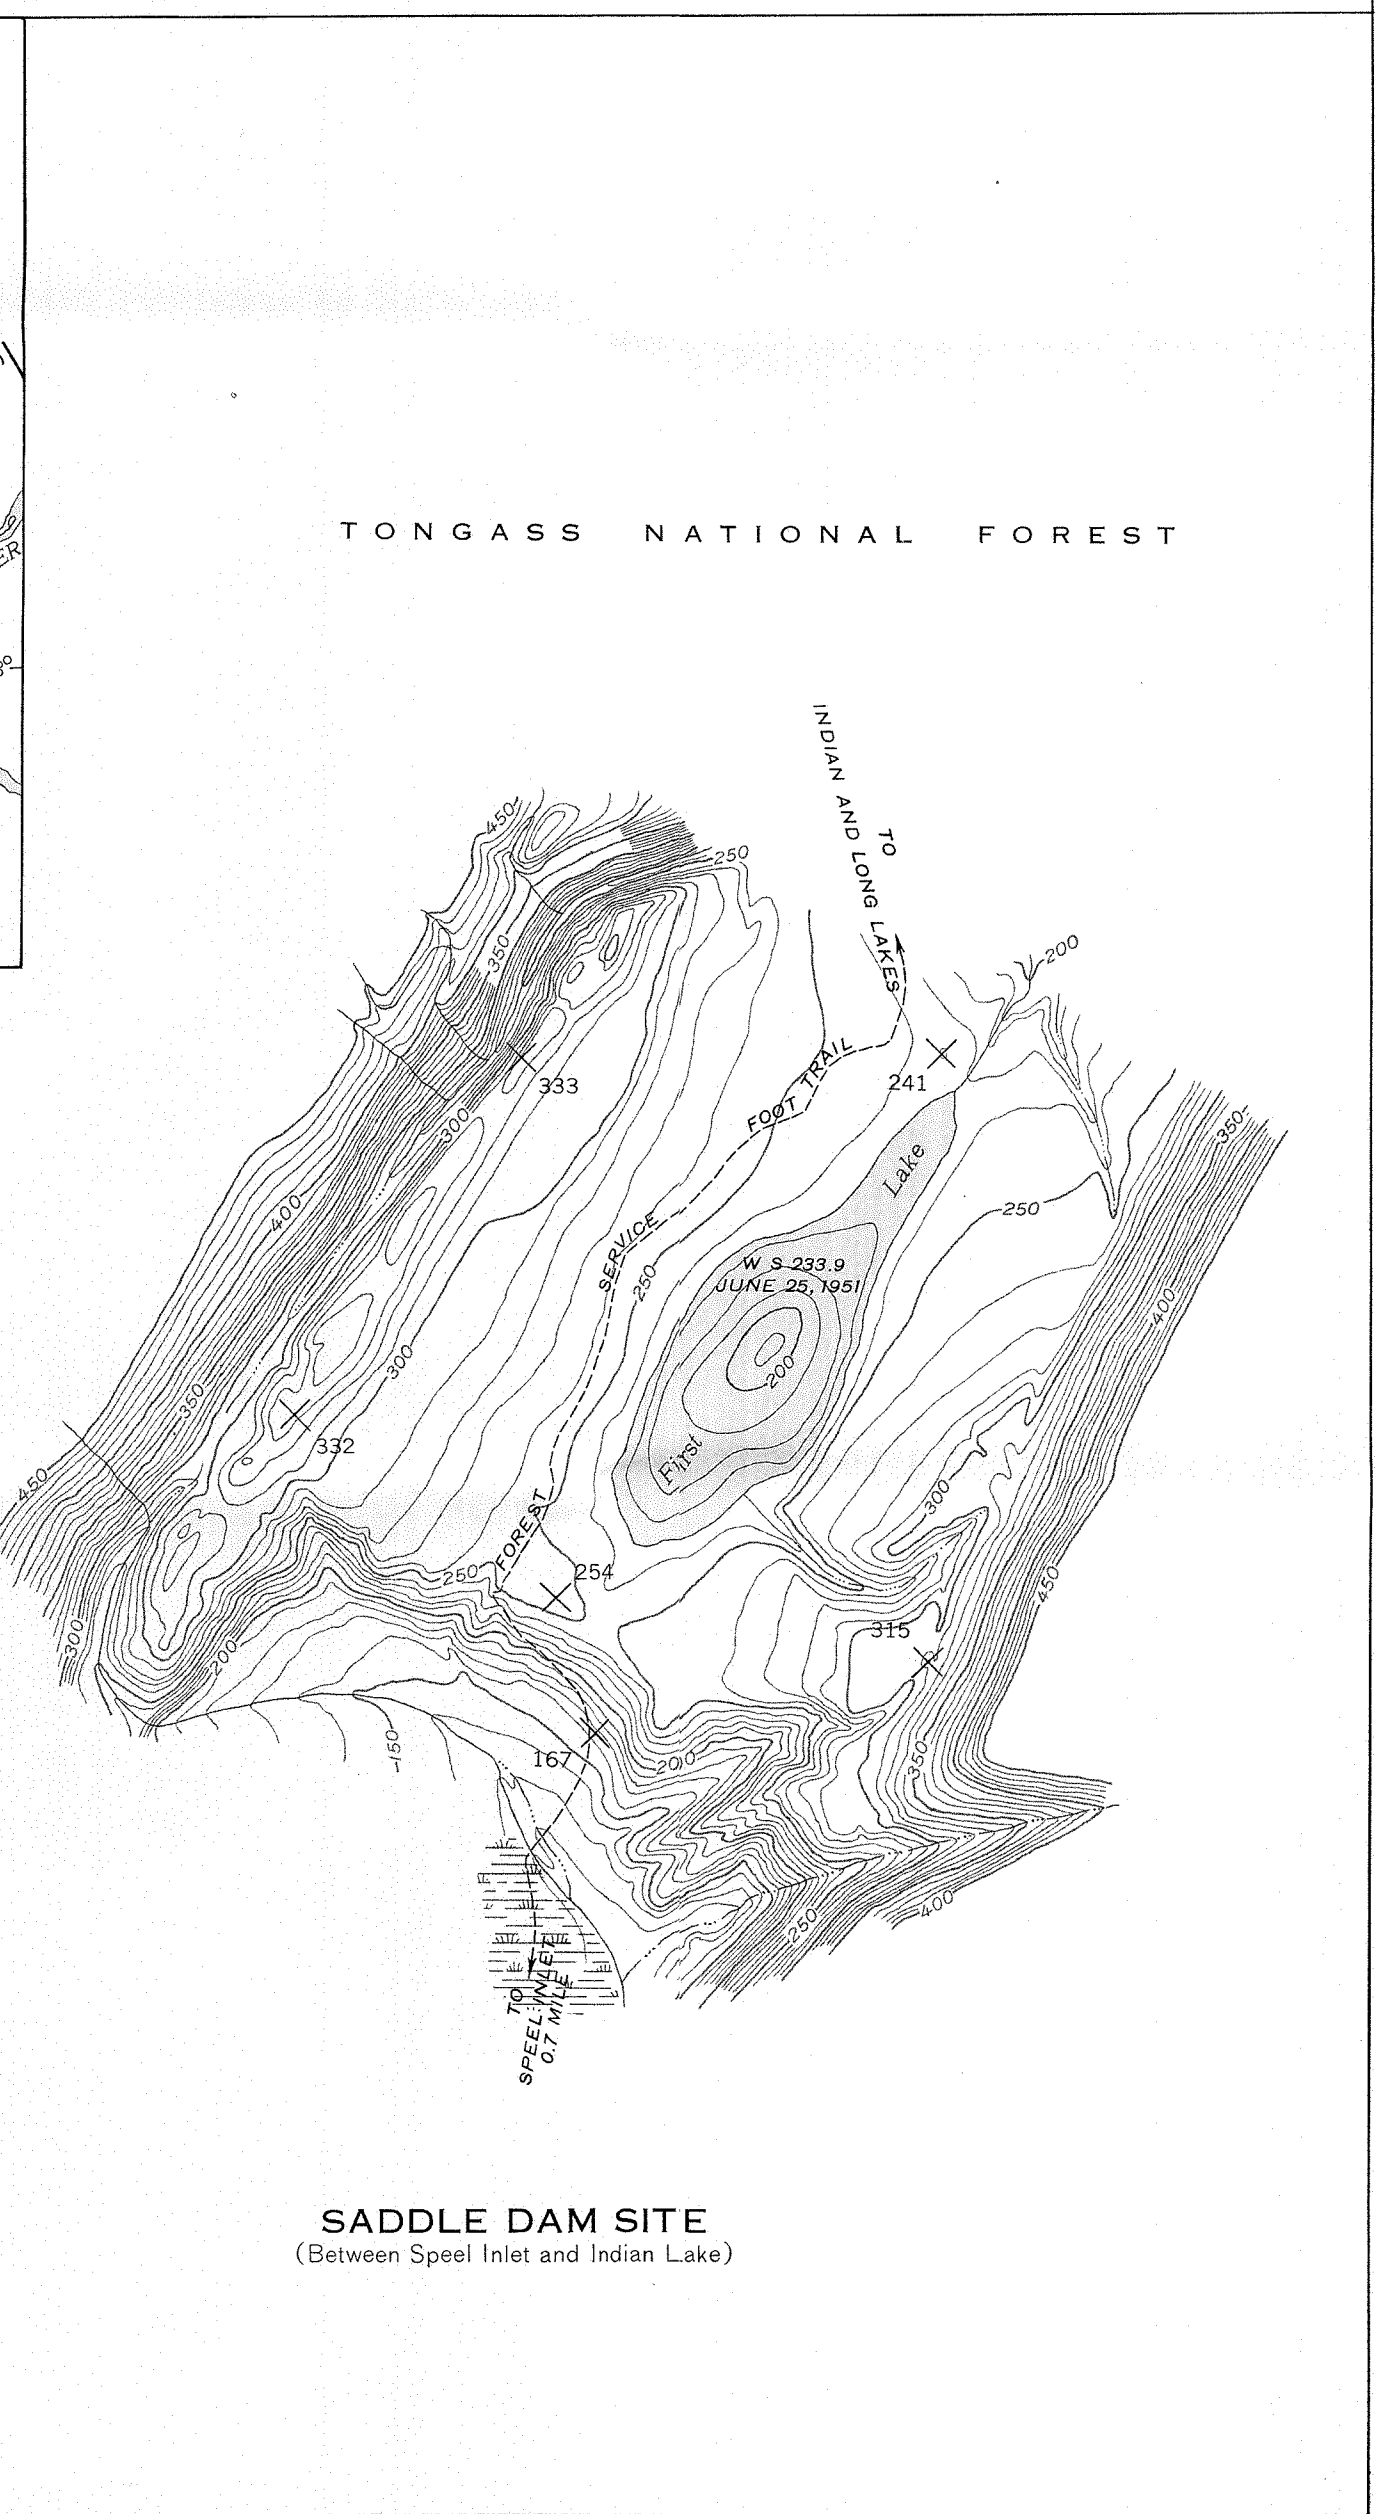 ER
TONGASS NATIONAL FOREST
TO
INDIAN AND LONG LAKES
450
250
350
200
FOOT TRAIL
241
333
300
350
Lake
400
250
SERVICE
W S 233.9
JUNE 25, 1951
250
400
300
200
350
332
First
450
300
FOREST
250
254
450
315
300
200
150
167
200
350
400
250
TO
SPEEL INLET
0.7 MILE
SADDLE DAM SITE
(Between Speel Inlet and Indian Lake)